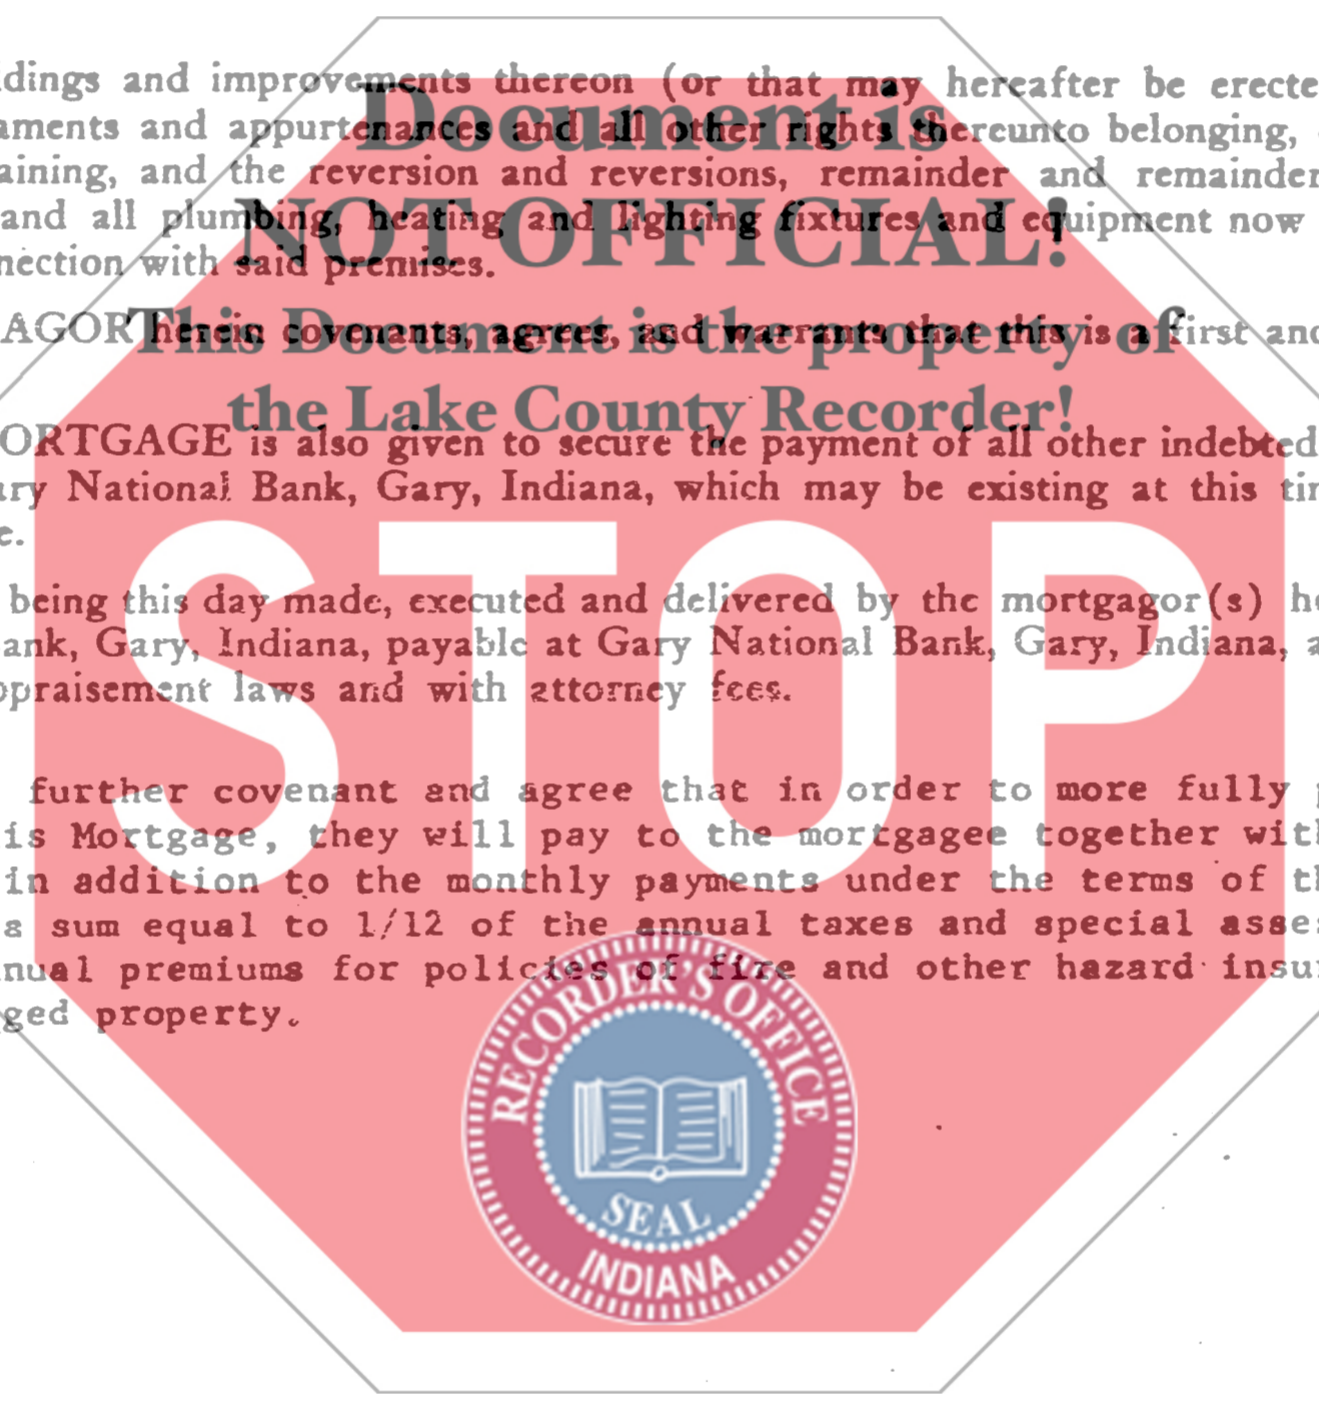 ldings and improvements thereon (or that may hereafter be erecte
Document is
aments and appurtenances and all other rights thereunto belonging,
aining, and the reversion and reversions, remainder and remainder
and all plumbing, heating and lighting fixtures and equipment now
NOT OFFICIAL!
nection with said premises.
AGOR herein covenants, agrees, and warrants that this is a first and
This Document is the property of
the Lake County Recorder!
ORTGAGE is also given to secure the payment of all other indebted
ary National Bank, Gary, Indiana, which may be existing at this tim
e.
STOP
being this day made, executed and delivered by the mortgagor(s) he
ank, Gary, Indiana, payable at Gary National Bank, Gary, Indiana, a
ppraisement laws and with attorney fees.
further covenant and agree that in order to more fully p
is Mortgage, they will pay to the mortgagee together with
in addition to the monthly payments under the terms of th
a sum equal to 1/12 of the annual taxes and special asses
nual premiums for policies of fire and other hazard insur
ged property.
RECORDER'S OFFICE
SEAL
INDIANA